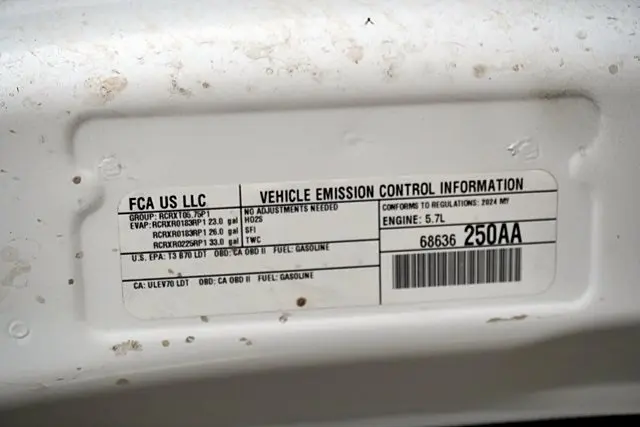 FCA US LLC
VEHICLE EMISSION CONTROL INFORMATION
GROUP: RCRXT05.75P1
EVAP: RCRXR0183RP1 23.0 gal
RCRXR0183RP1 26.0 gal
RCRXR0225RP1 33.0 gal
NO ADJUSTMENTS NEEDED
HO2S
SFI
TWC
CONFORMS TO REGULATIONS: 2024 MY
ENGINE: 5.7L
68636 250AA
U.S. EPA: T3 B70 LDT OBD: CA OBD II FUEL: GASOLINE
CA: ULEV70 LDT OBD: CA OBD II FUEL: GASOLINE